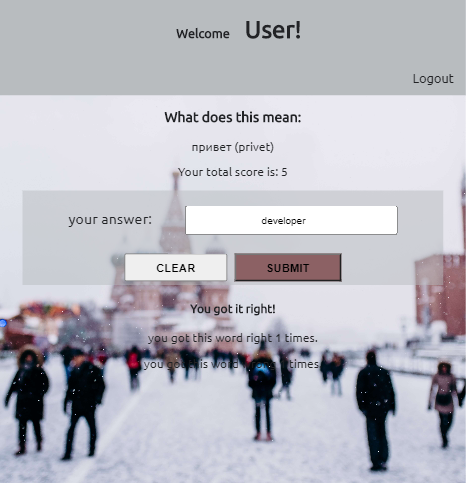 Welcome User!
Logout
What does this mean:
привет (privet)
Your total score is: 5
your answer: developer
CLEAR SUBMIT
You got it right!
you got this word right 1 times.
you got this word times.